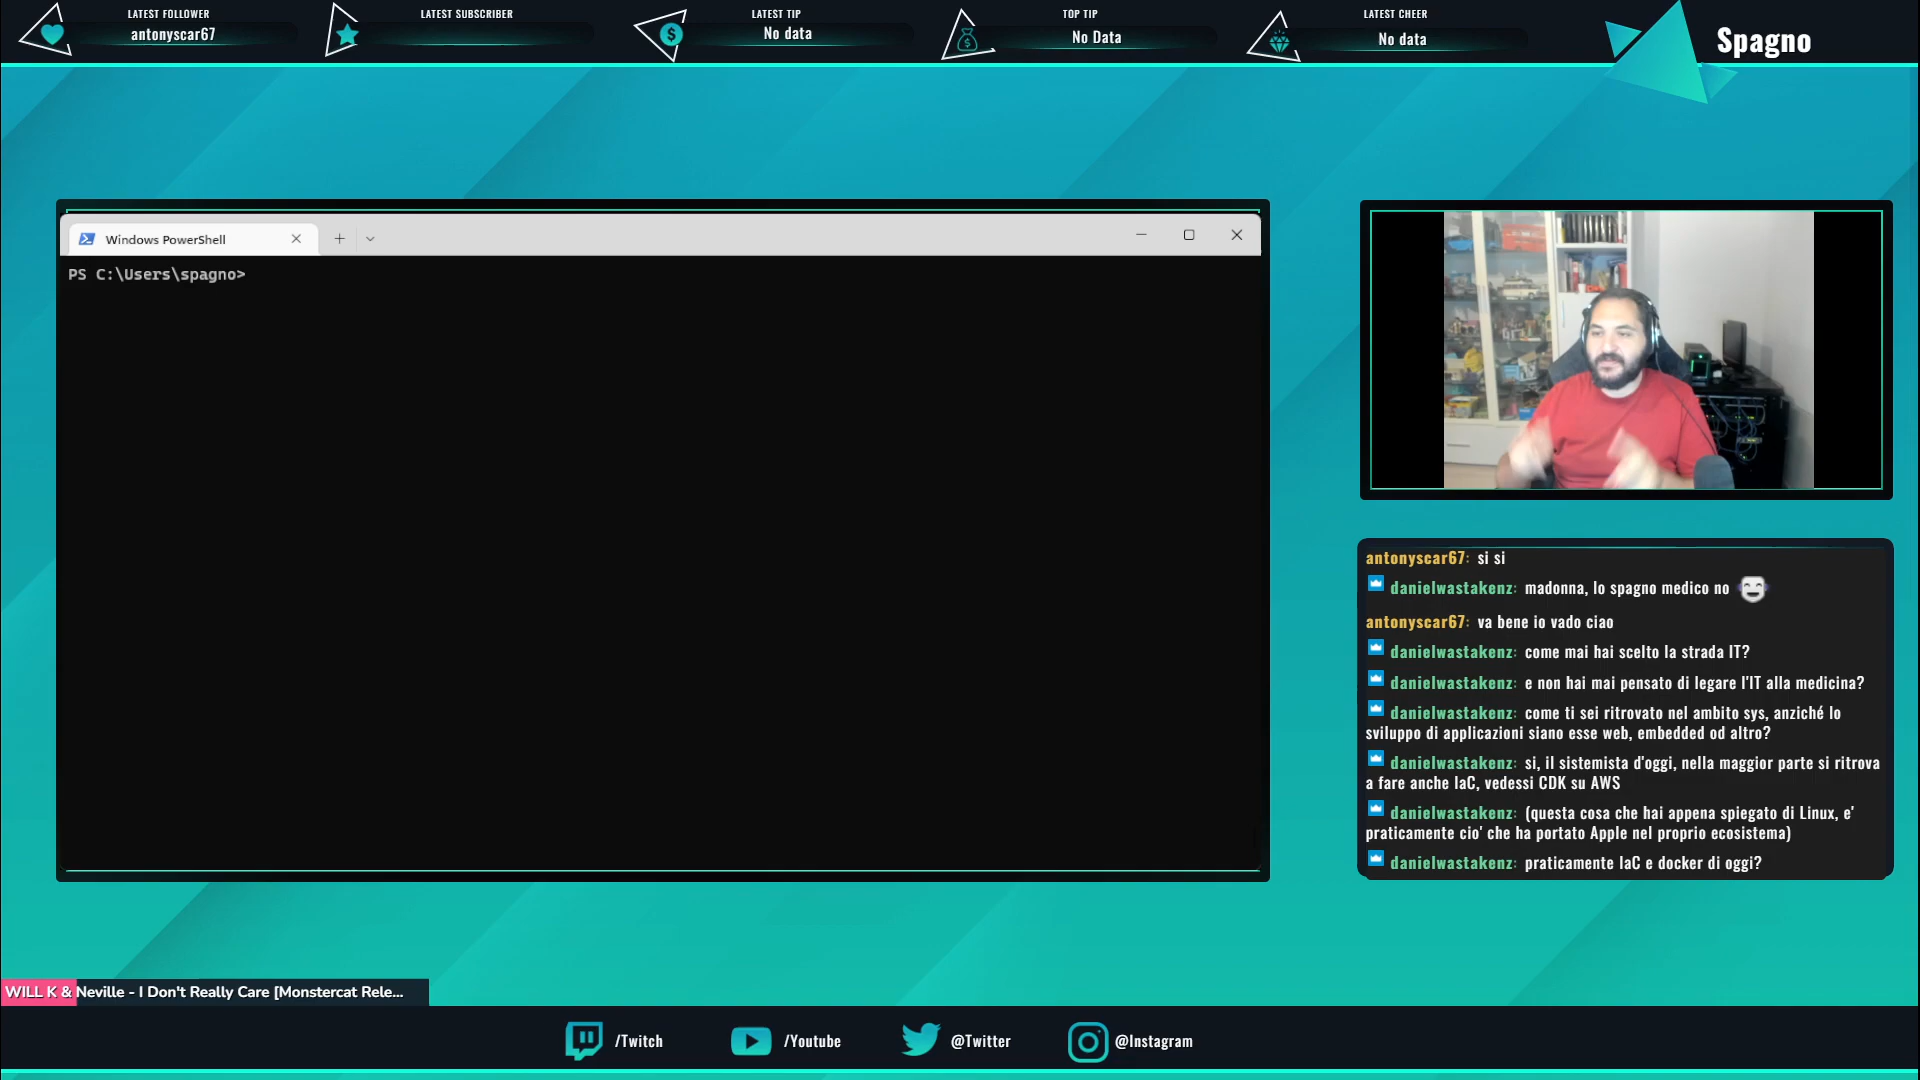 LATEST FOLLOWER
antonyscar67
LATEST SUBSCRIBER
LATEST TIP
No data
TOP TIP
No Data
LATEST CHEER
No data
Spagno
Windows PowerShell
PS C:\Users\spagno>
antonyscar67: si si
danielwastakenz: madonna, lo spagno medico no
antonyscar67: va bene io vado ciao
danielwastakenz: come mai hai scelto la strada IT?
danielwastakenz: e non hai mai pensato di legare l'IT alla medicina?
danielwastakenz: come ti sei ritrovato nel ambito sys, anziché lo
sviluppo di applicazioni siano esse web, embedded od altro?
danielwastakenz: si, il sistemista d'oggi, nella maggior parte si ritrova
a fare anche IaC, vedessi CDK su AWS
danielwastakenz: (questa cosa che hai appena spiegato di Linux, e'
praticamente cio' che ha portato Apple nel proprio ecosistema)
danielwastakenz: praticamente IaC e docker di oggi?
WILL K & Neville - I Don't Really Care [Monstercat Rele...
/Twitch
/Youtube
@Twitter
@Instagram